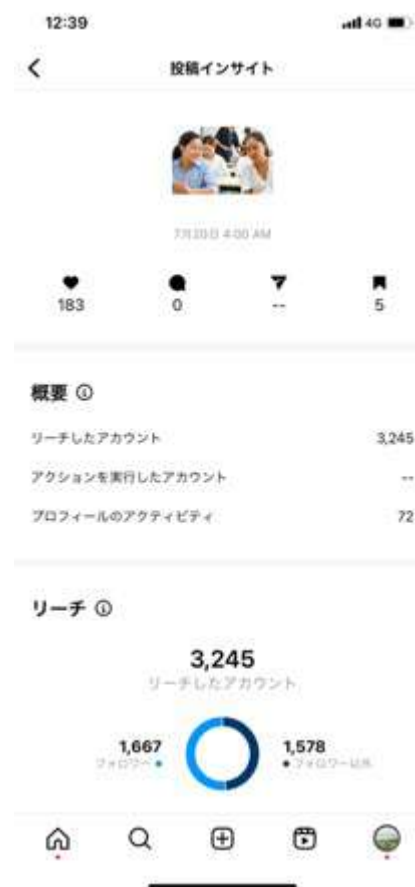 12:39
4G
投稿インサイト
7月20日 4:00 AM
183
0
--
5
概要
リーチしたアカウント
3,245
アクションを実行したアカウント
--
プロフィールのアクティビティ
72
リーチ
3,245
リーチしたアカウント
1,667
フォロワー
1,578
フォロワー以外